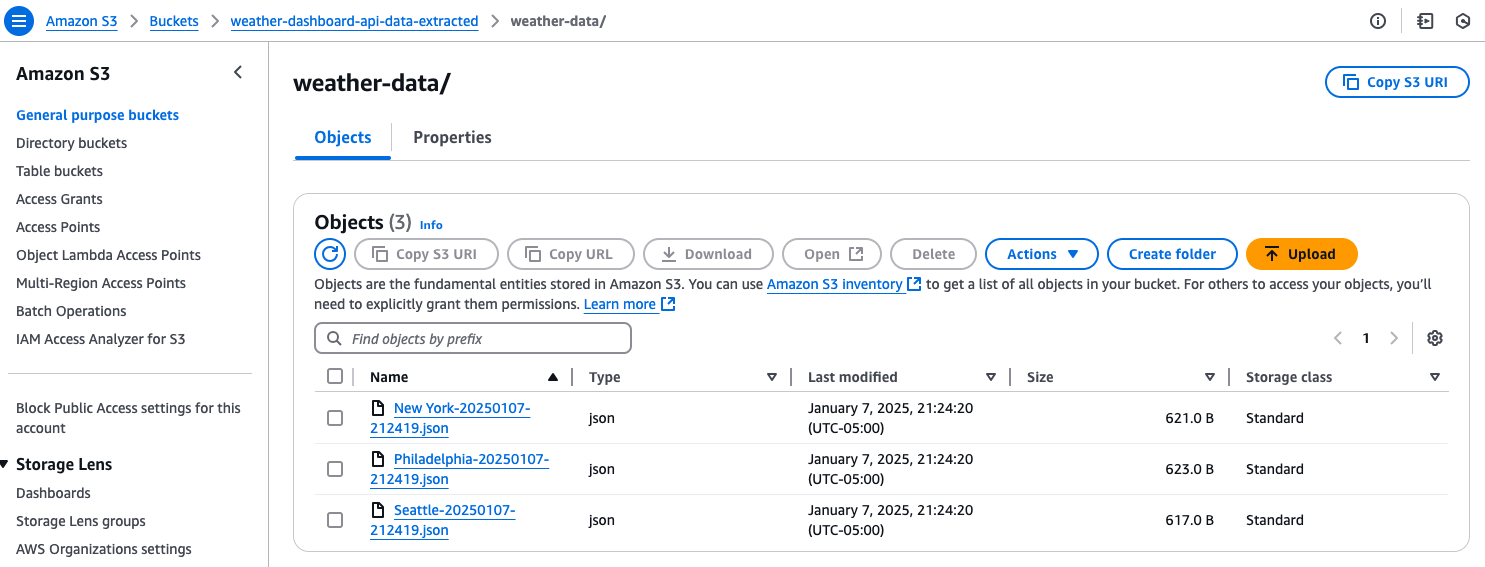 Amazon S3 > Buckets > weather-dashboard-api-data-extracted > weather-data/
Amazon S3
General purpose buckets
Directory buckets
Table buckets
Access Grants
Access Points
Object Lambda Access Points
Multi-Region Access Points
Batch Operations
IAM Access Analyzer for S3
Block Public Access settings for this
account
Storage Lens
Dashboards
Storage Lens groups
AWS Organizations settings
weather-data/
Copy S3 URI
Objects
Properties
Objects (3) Info
Copy S3 URI
Copy URL
Download
Open
Delete
Actions
Create folder
Upload
Objects are the fundamental entities stored in Amazon S3. You can use Amazon S3 inventory to get a list of all objects in your bucket. For others to access your objects, you’ll
need to explicitly grant them permissions. Learn more
Find objects by prefix
1
Name Type Last modified Size Storage class
New York-20250107-
212419.json
json
January 7, 2025, 21:24:20
(UTC-05:00)
621.0 B
Standard
Philadelphia-20250107-
212419.json
json
January 7, 2025, 21:24:20
(UTC-05:00)
623.0 B
Standard
Seattle-20250107-
212419.json
json
January 7, 2025, 21:24:20
(UTC-05:00)
617.0 B
Standard